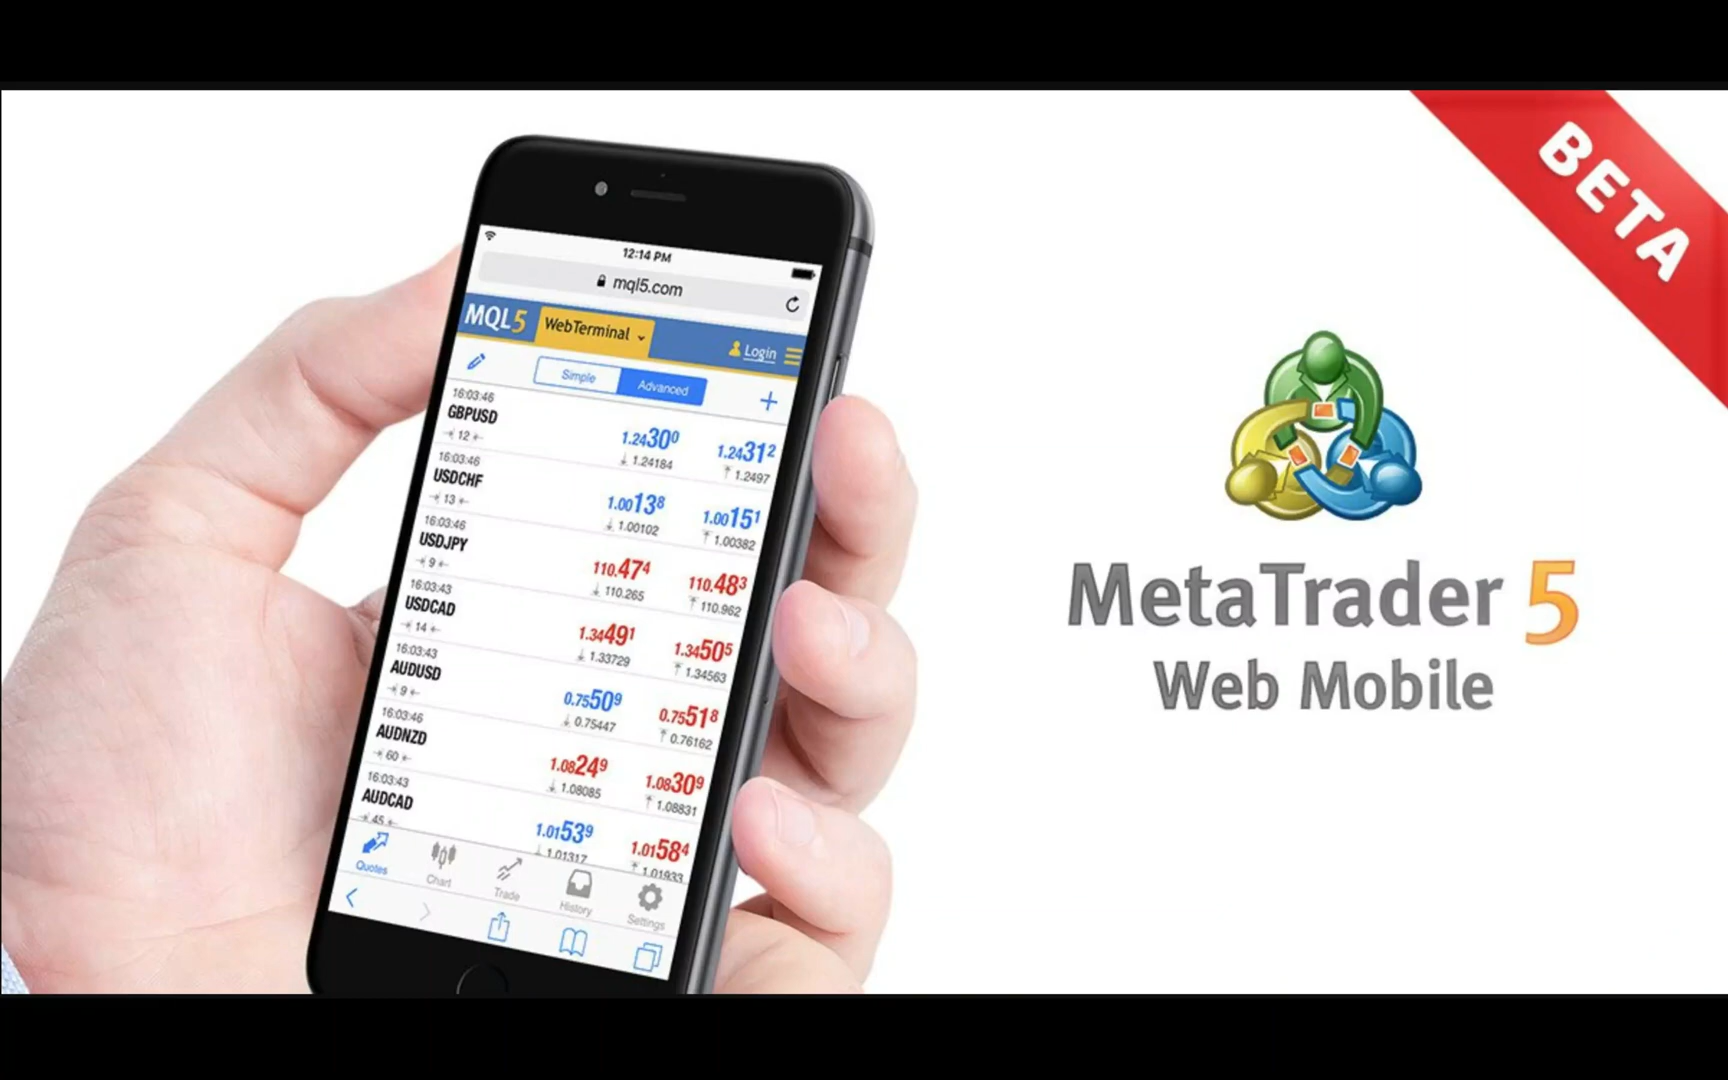 BETA
12:14 PM
mql5.com
MQL5 WebTerminal Login
Simple Advanced
16:03:46
GBPUSD 1.24300 1.24312
12 1.24184 1.2497
16:03:46
USDCHF 1.00138 1.00151
13 1.00102 1.00382
16:03:46
USDJPY 110.474 110.483
9 110.265 110.962
16:03:43
USDCAD 1.34491 1.34505
14 1.33729 1.34563
16:03:43
AUDUSD 0.75509 0.75518
9 0.75447 0.76162
16:03:46
AUDNZD 1.08249 1.08309
60 1.08085 1.08831
16:03:43
AUDCAD 1.01539 1.01584
45 1.01317 1.01933
Quotes Chart Trade History Settings
MetaTrader 5
Web Mobile